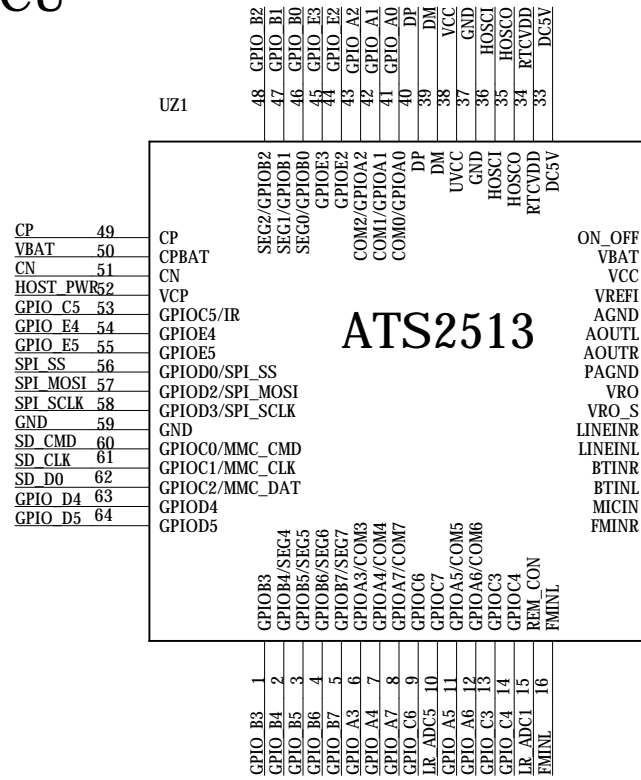 CU
UZ1
GPIO_B2
GPIO_B1
GPIO_B0
GPIO_E3
GPIO_E2
GPIO_A2
GPIO_A1
GPIO_A0
DP
DM
VCC
GND
HOSCI
HOSCO
RTCVDD
DC5V
48
47
46
45
44
43
42
41
40
39
38
37
36
35
34
33
SEG2/GPIOB2
SEG1/GPIOB1
SEG0/GPIOB0
GPIOE3
GPIOE2
COM2/GPIOA2
COM1/GPIOA1
COM0/GPIOA0
DP
DM
UVCC
GND
HOSCI
HOSCO
RTCVDD
DC5V
ATS2513
CP 49 CP
VBAT 50 CPBAT
CN 51 CN
HOST_PWR 52 VCP
GPIO_C5 53 GPIOC5/IR
GPIO_E4 54 GPIOE4
GPIO_E5 55 GPIOE5
SPI_SS 56 GPIOD0/SPI_SS
SPI_MOSI 57 GPIOD2/SPI_MOSI
SPI_SCLK 58 GPIOD3/SPI_SCLK
GND 59 GND
SD_CMD 60 GPIOC0/MMC_CMD
SD_CLK 61 GPIOC1/MMC_CLK
SD_D0 62 GPIOC2/MMC_DAT
GPIO_D4 63 GPIOD4
GPIO_D5 64 GPIOD5
ON_OFF
VBAT
VCC
VREFI
AGND
AOUTL
AOUTR
PAGND
VRO
VRO_S
LINEINR
LINEINL
BTINR
BTINL
MICIN
FMINR
GPIOB3
GPIOB4/SEG4
GPIOB5/SEG5
GPIOB6/SEG6
GPIOB7/SEG7
GPIOA3/COM3
GPIOA4/COM4
GPIOA7/COM7
GPIOC6
GPIOC7
GPIOA5/COM5
GPIOA6/COM6
GPIOC3
GPIOC4
REM_CON
FMINL
1
2
3
4
5
6
7
8
9
10
11
12
13
14
15
16
GPIO_B3
GPIO_B4
GPIO_B5
GPIO_B6
GPIO_B7
GPIO_A3
GPIO_A4
GPIO_A7
GPIO_C6
LR_ADC5
GPIO_A5
GPIO_A6
GPIO_C3
GPIO_C4
LR_ADC1
FMINL